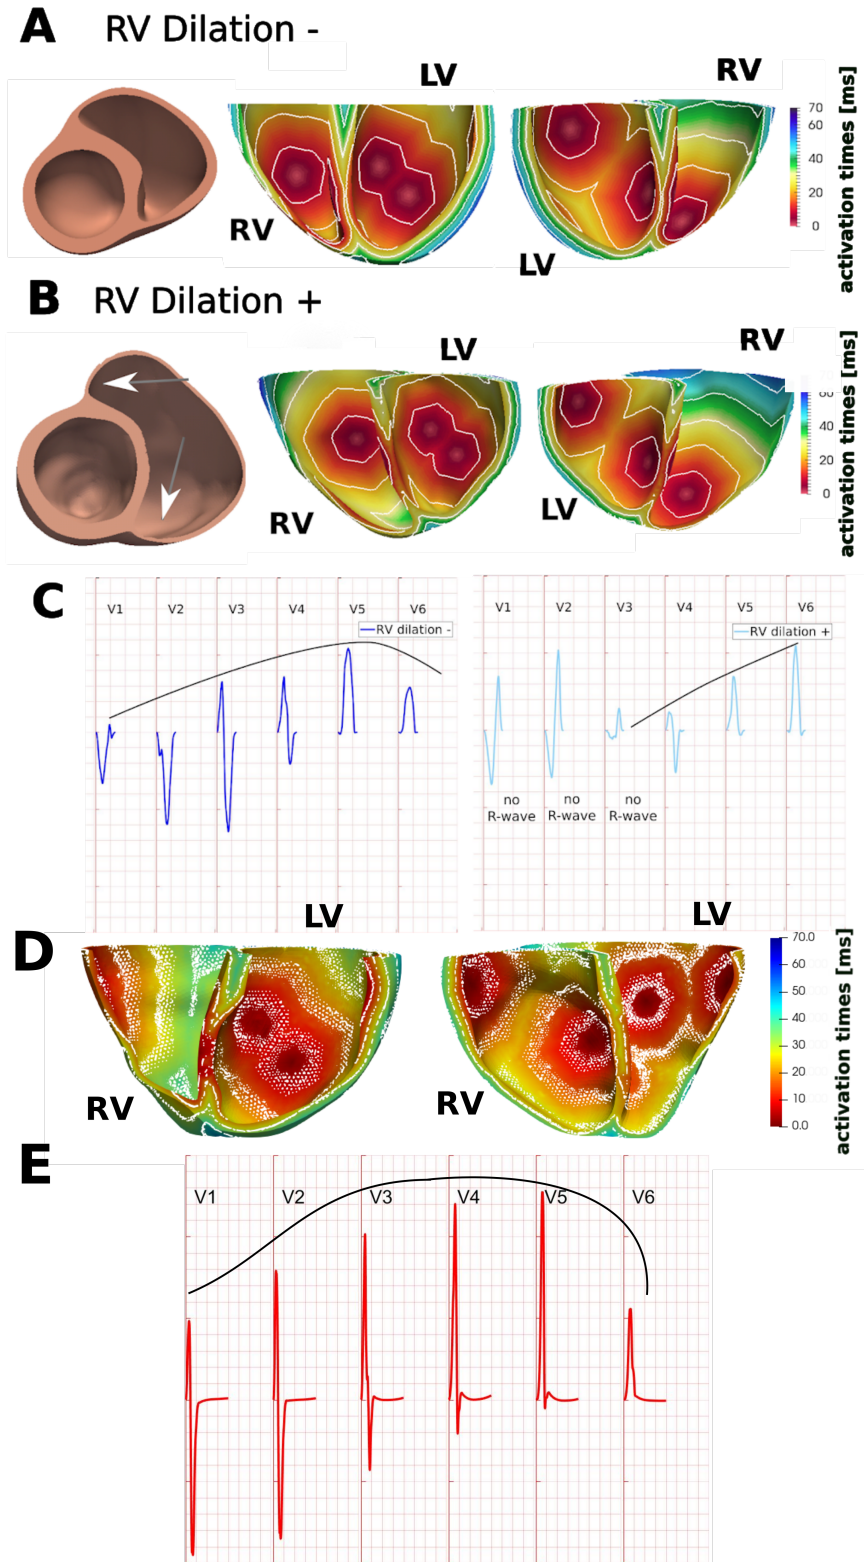 A RV Dilation -
LV RV
RV
LV
70
60
40
20
0
activation times [ms]
B RV Dilation +
LV RV
RV
LV
40
20
0
activation times [ms]
C
V1 V2 V3 V4 V5 V6
RV dilation -
V1 V2 V3 V4 V5 V6
RV dilation +
no no no
R-wave R-wave R-wave
LV LV
D
RV RV
70.0
60
50
40
30
20
10
0.0
activation times [ms]
E
V1 V2 V3 V4 V5 V6